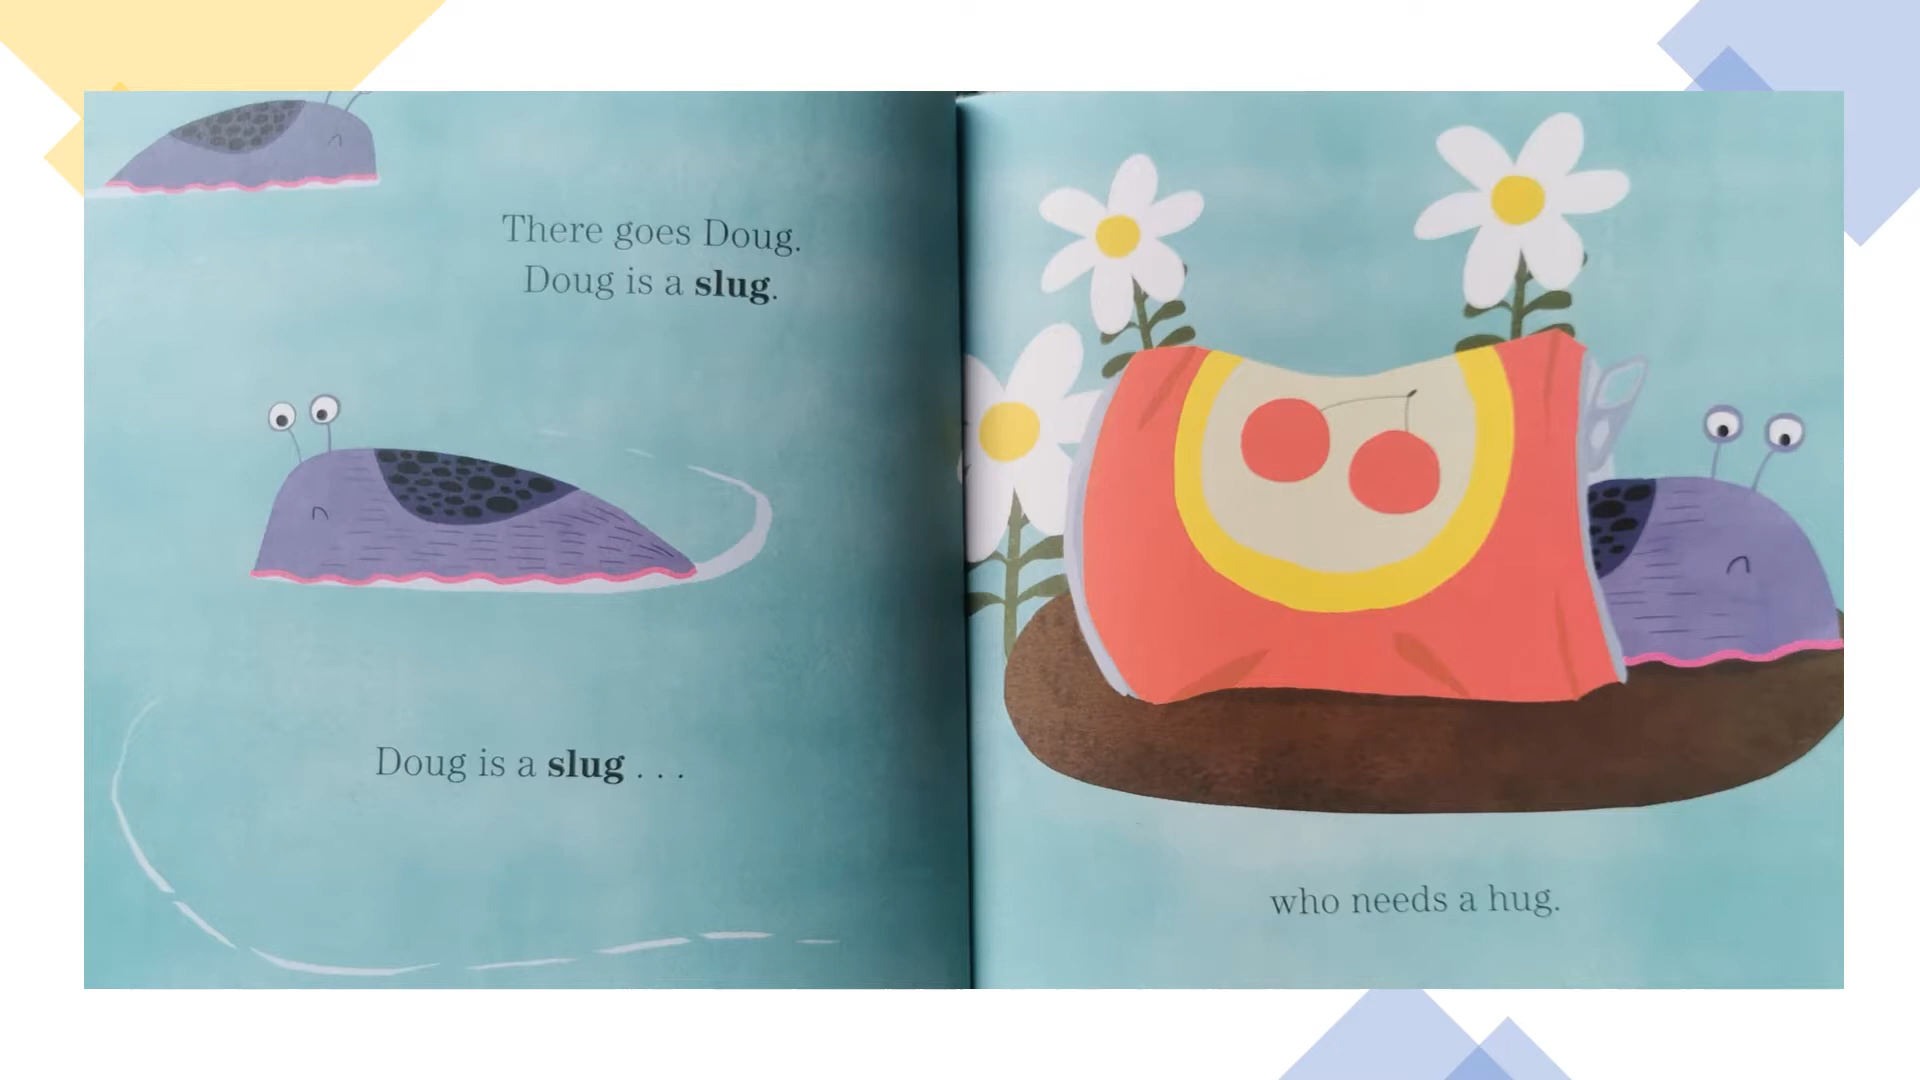 There goes Doug.
Doug is a slug.
Doug is a slug . . .
who needs a hug.